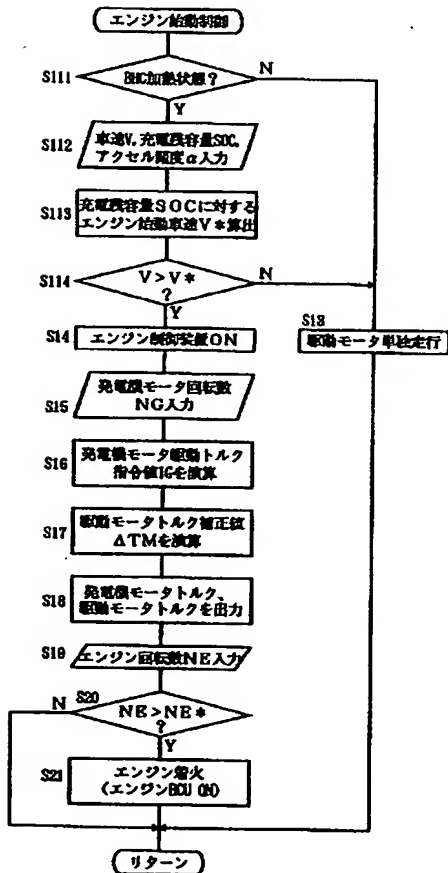 エンジン始動制御
S111
EHC加熱状態?
N
Y
S112
車速V,充電残容量SOC,
アクセル開度α入力
S113
充電残容量SOCに対する
エンジン始動車速V*算出
S114
V>V*
?
N
Y
S14
エンジン制御装置ON
S13
駆動モータ単独走行
S15
発電機モータ回転数
NG入力
S16
発電機モータ駆動トルク
指令値IGを演算
S17
駆動モータトルク補正値
ΔTMを演算
S18
発電機モータトルク、
駆動モータトルクを出力
S19
エンジン回転数NE入力
N
S20
NE>NE*
?
Y
S21
エンジン着火
(エンジンECU ON)
リターン